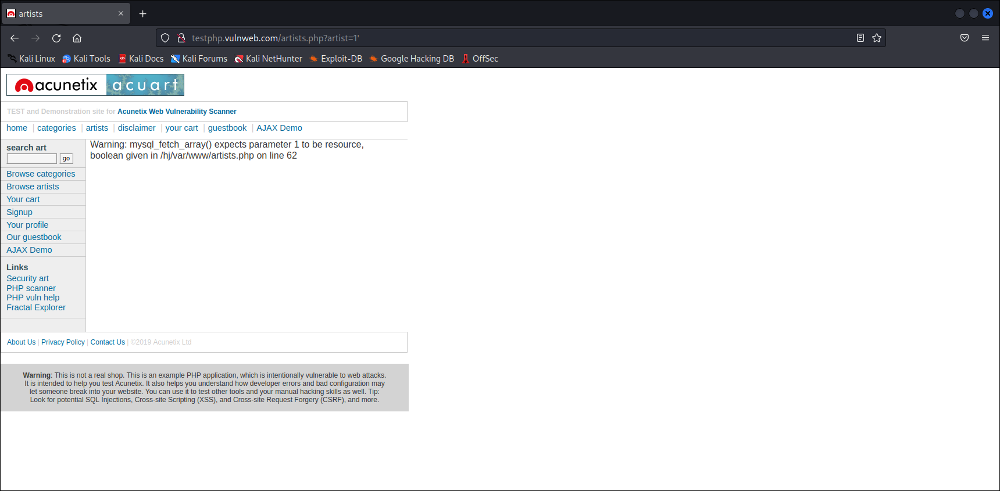 artists
testphp.vulnweb.com/artists.php?artist=1'
Kali Linux Kali Tools Kali Docs Kali Forums Kali NetHunter Exploit-DB Google Hacking DB OffSec
acunetix acuart
TEST and Demonstration site for Acunetix Web Vulnerability Scanner
home | categories | artists | disclaimer | your cart | guestbook | AJAX Demo
search art
go
Browse categories
Browse artists
Your cart
Signup
Your profile
Our guestbook
AJAX Demo
Links
Security art
PHP scanner
PHP vuln help
Fractal Explorer
Warning: mysql_fetch_array() expects parameter 1 to be resource,
boolean given in /hj/var/www/artists.php on line 62
About Us | Privacy Policy | Contact Us | ©2019 Acunetix Ltd
Warning: This is not a real shop. This is an example PHP application, which is intentionally vulnerable to web attacks.
It is intended to help you test Acunetix. It also helps you understand how developer errors and bad configuration may
let someone break into your website. You can use it to test other tools and your manual hacking skills as well. Tip:
Look for potential SQL Injections, Cross-site Scripting (XSS), and Cross-site Request Forgery (CSRF), and more.